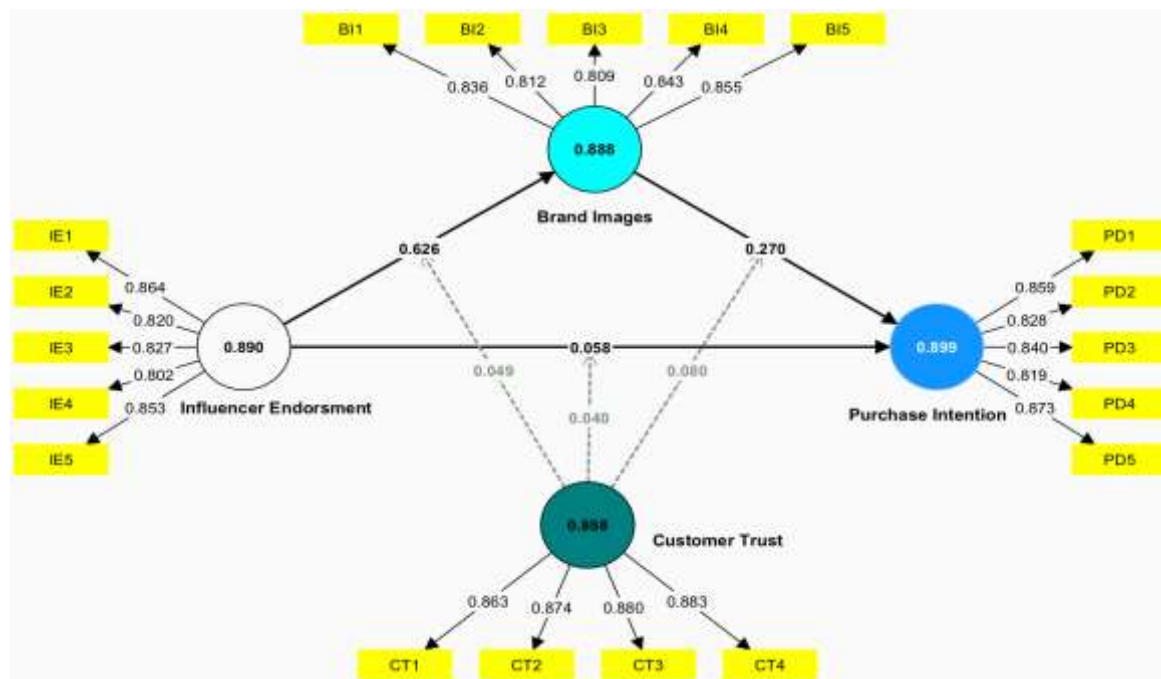 BI1 BI2 BI3 BI4 BI5
0.836 0.812 0.809 0.843 0.855
0.888
Brand Images
IE1
IE2
IE3
IE4
IE5
0.864
0.820
0.827
0.802
0.853
0.890
Influencer Endorsment
0.626
0.270
0.058
0.049
0.040
0.080
PD1
PD2
PD3
PD4
PD5
0.859
0.828
0.840
0.819
0.873
0.899
Purchase Intention
Customer Trust
0.863 0.874 0.880 0.883
CT1 CT2 CT3 CT4